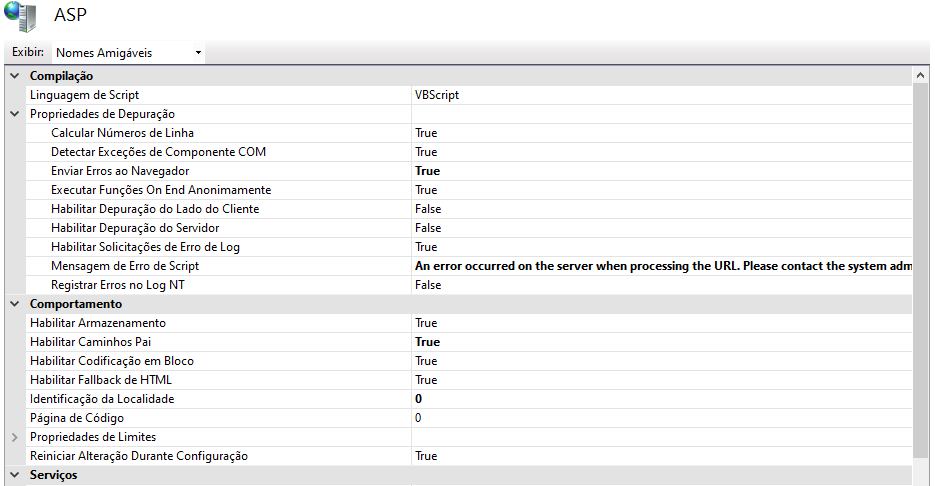 ASP
Exibir: Nomes Amigáveis
Compilação
Linguagem de Script VBScript
Propriedades de Depuração
Calcular Números de Linha True
Detectar Exceções de Componente COM True
Enviar Erros ao Navegador True
Executar Funções On End Anonimamente True
Habilitar Depuração do Lado do Cliente False
Habilitar Depuração do Servidor False
Habilitar Solicitações de Erro de Log True
Mensagem de Erro de Script An error occurred on the server when processing the URL. Please contact the system adm
Registrar Erros no Log NT False
Comportamento
Habilitar Armazenamento True
Habilitar Caminhos Pai True
Habilitar Codificação em Bloco True
Habilitar Fallback de HTML True
Identificação da Localidade 0
Página de Código 0
Propriedades de Limites
Reiniciar Alteração Durante Configuração True
Serviços